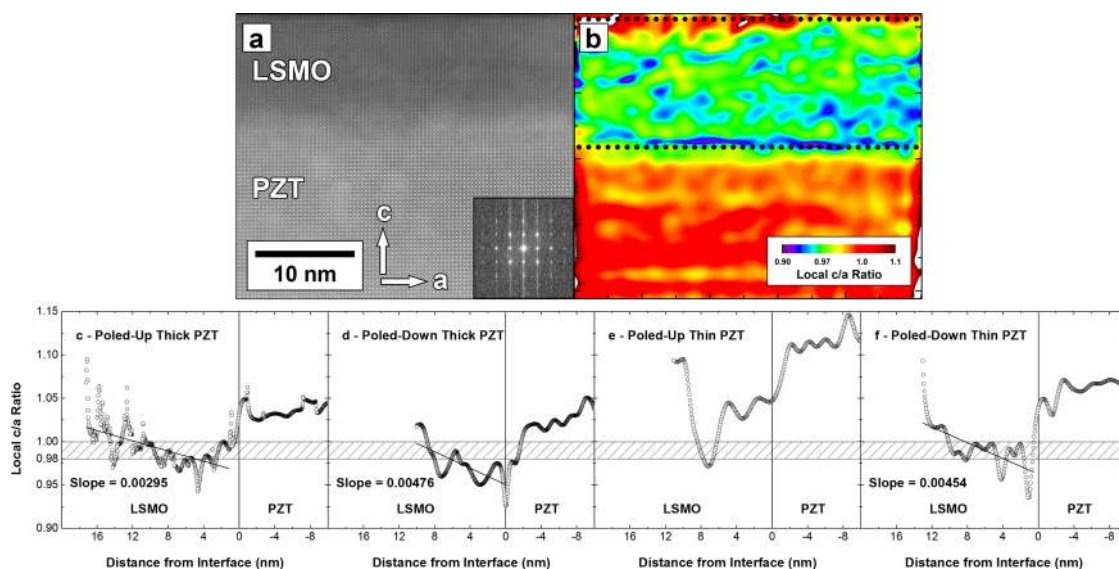 a
b
LSMO
PZT
c
a
10 nm
0.90 0.97 1.0 1.1
Local c/a Ratio
c - Poled-Up Thick PZT
d - Poled-Down Thick PZT
e - Poled-Up Thin PZT
f - Poled-Down Thin PZT
1.15
1.10
1.05
1.00
0.98
0.95
0.90
Local c/a Ratio
Slope = 0.00295
Slope = 0.00476
Slope = 0.00454
LSMO PZT
LSMO PZT
LSMO PZT
LSMO PZT
16 12 8 4 0 -4 -8
16 12 8 4 0 -4 -8
16 12 8 4 0 -4 -8
16 12 8 4 0 -4 -8
Distance from Interface (nm)
Distance from Interface (nm)
Distance from Interface (nm)
Distance from Interface (nm)